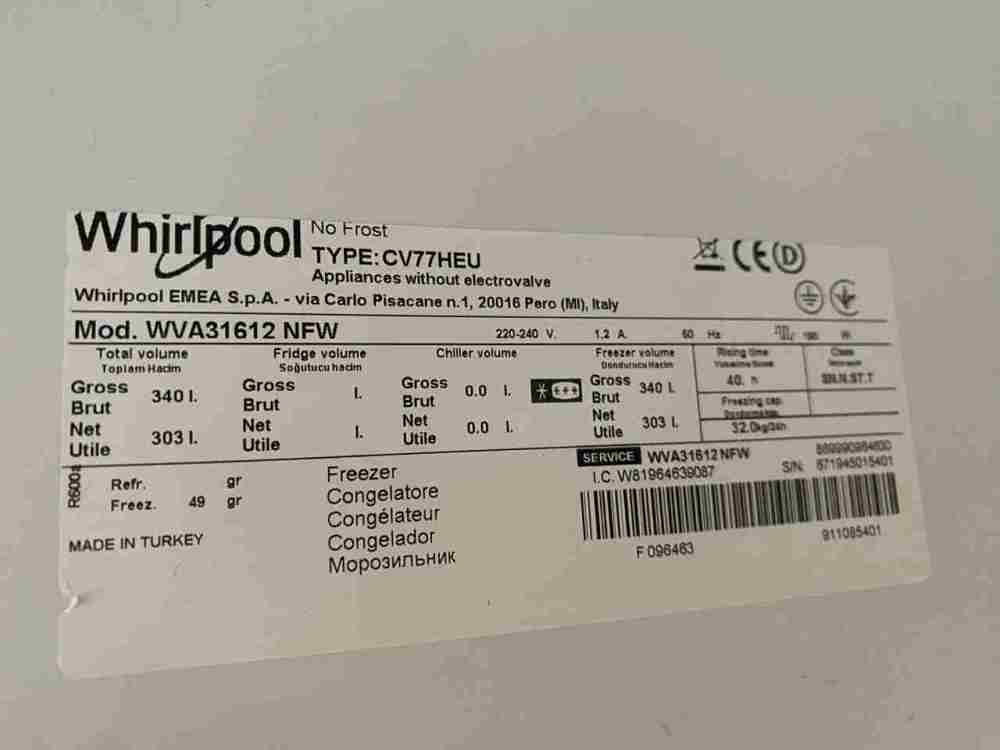 Whirlpool
No Frost
TYPE: CV77HEU
Appliances without electrovalve
Whirlpool EMEA S.p.A. - via Carlo Pisacane n.1, 20016 Pero (MI), Italy
Mod. WVA31612 NFW
220-240 V. 1.2 A. 50 Hz W
Total volume
Toplam Hacim
Gross
Brut
340 l.
Net
Utile
303 l.
Fridge volume
Soğutucu hacim
Gross
Brut
l.
Net
Utile
l.
Chiller volume
Gross
Brut
0.0 l.
Net
Utile
0.0 l.
Freezer volume
Dondurucu Hacim
Gross
Brut
340 l.
Net
Utile
303 l.
Rising time
40. h
Freezing cap.
32.0kg/24h
Class
SN.N.ST.T
R600a
Refr. gr
Freez. 49 gr
MADE IN TURKEY
Freezer
Congelatore
Congélateur
Congelador
Морозильник
SERVICE WVA31612 NFW
I.C. W81964639087
S/N: 671945015401
F 096463
911085401